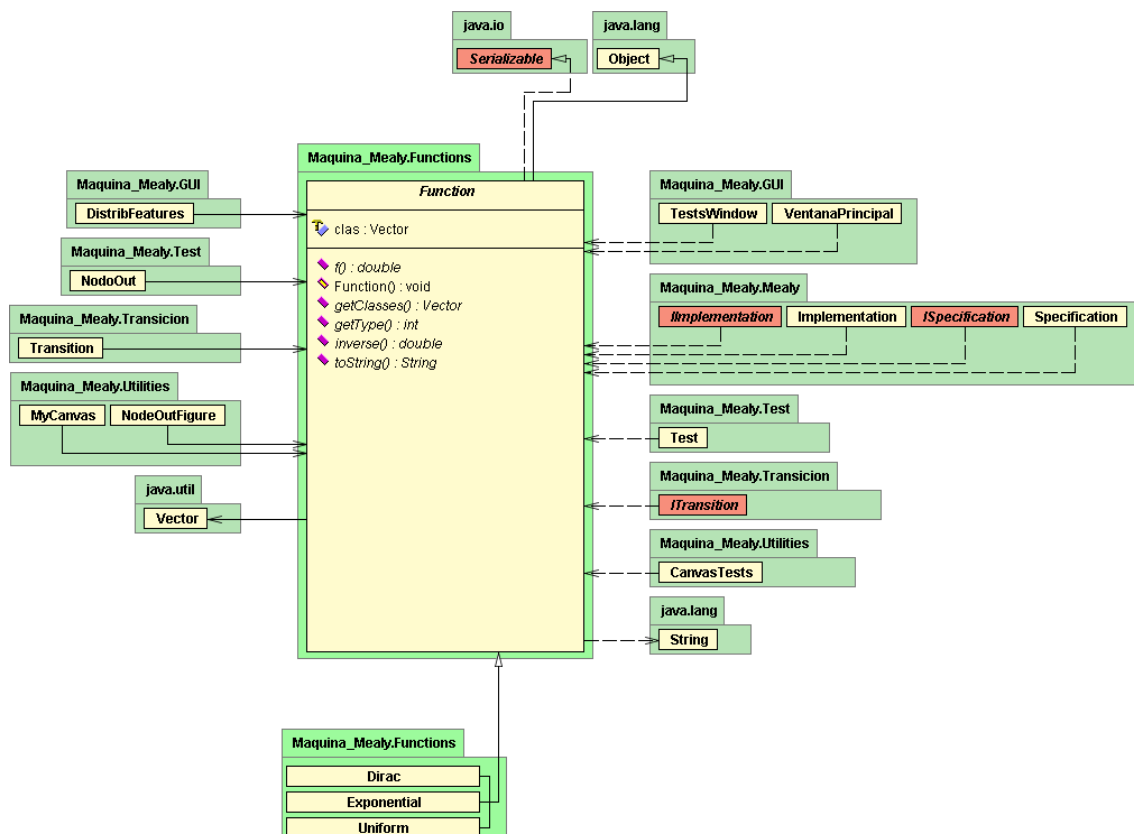 java.io
Serializable
java.lang
Object
Maquina_Mealy.Functions
Function
clas : Vector
f() : double
Function() : void
getClasses() : Vector
getType() : int
inverse() : double
toString() : String
Maquina_Mealy.GUI
DistribFeatures
Maquina_Mealy.Test
NodoOut
Maquina_Mealy.Transicion
Transition
Maquina_Mealy.Utilities
MyCanvas NodeOutFigure
java.util
Vector
Maquina_Mealy.GUI
TestsWindow VentanaPrincipal
Maquina_Mealy.Mealy
IImplementation Implementation ISpecification Specification
Maquina_Mealy.Test
Test
Maquina_Mealy.Transicion
ITransition
Maquina_Mealy.Utilities
CanvasTests
java.lang
String
Maquina_Mealy.Functions
Dirac
Exponential
Uniform